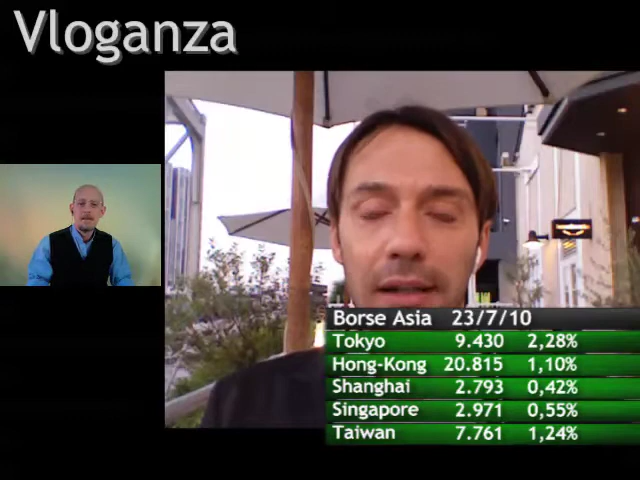 Vloganza
Borse Asia 23/7/10
Tokyo 9.430 2,28%
Hong-Kong 20.815 1,10%
Shanghai 2.793 0,42%
Singapore 2.971 0,55%
Taiwan 7.761 1,24%